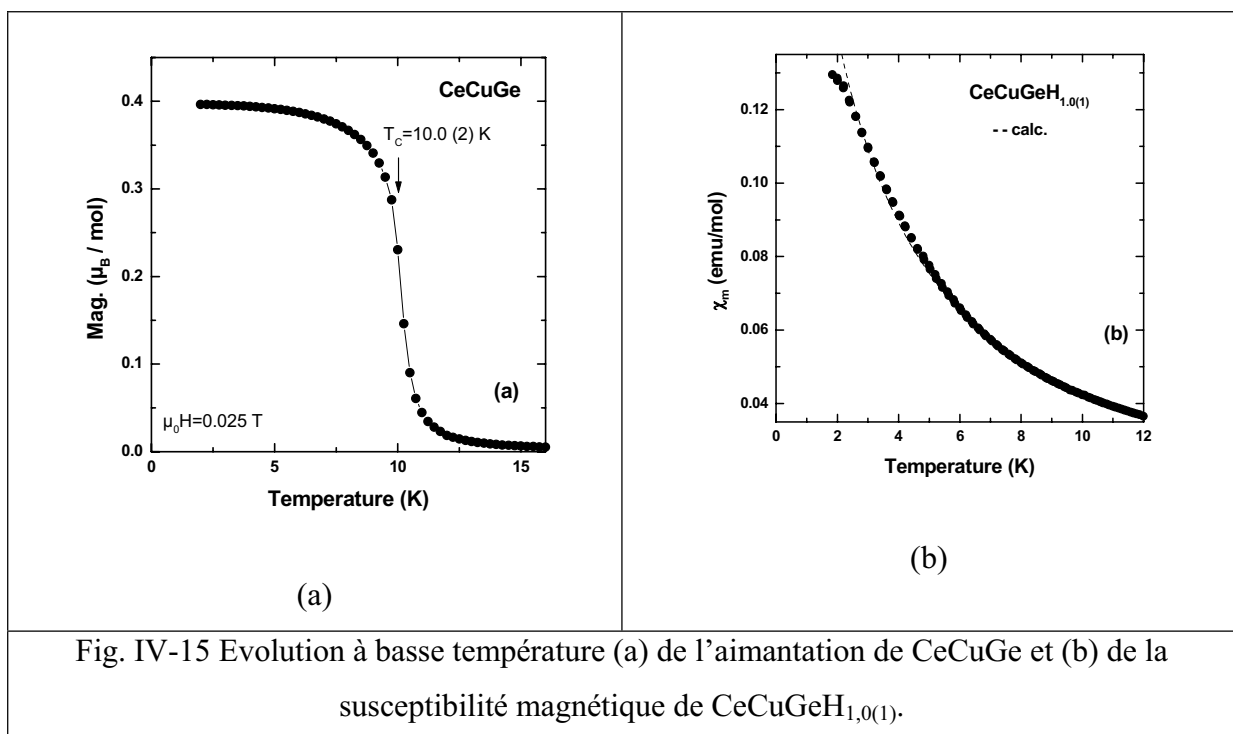 CeCuGe
T_C=10.0 (2) K
Mag. (μ_B / mol)
0.4
0.3
0.2
0.1
0.0
(a)
μ₀H=0.025 T
0
5
10
15
Temperature (K)
(a)
CeCuGeH₁.₀₍₁₎
- - calc.
χ_m (emu/mol)
0.12
0.10
0.08
0.06
0.04
(b)
0
2
4
6
8
10
12
Temperature (K)
(b)
Fig. IV-15 Evolution à basse température (a) de l’aimantation de CeCuGe et (b) de la
susceptibilité magnétique de CeCuGeH₁,₀₍₁₎.